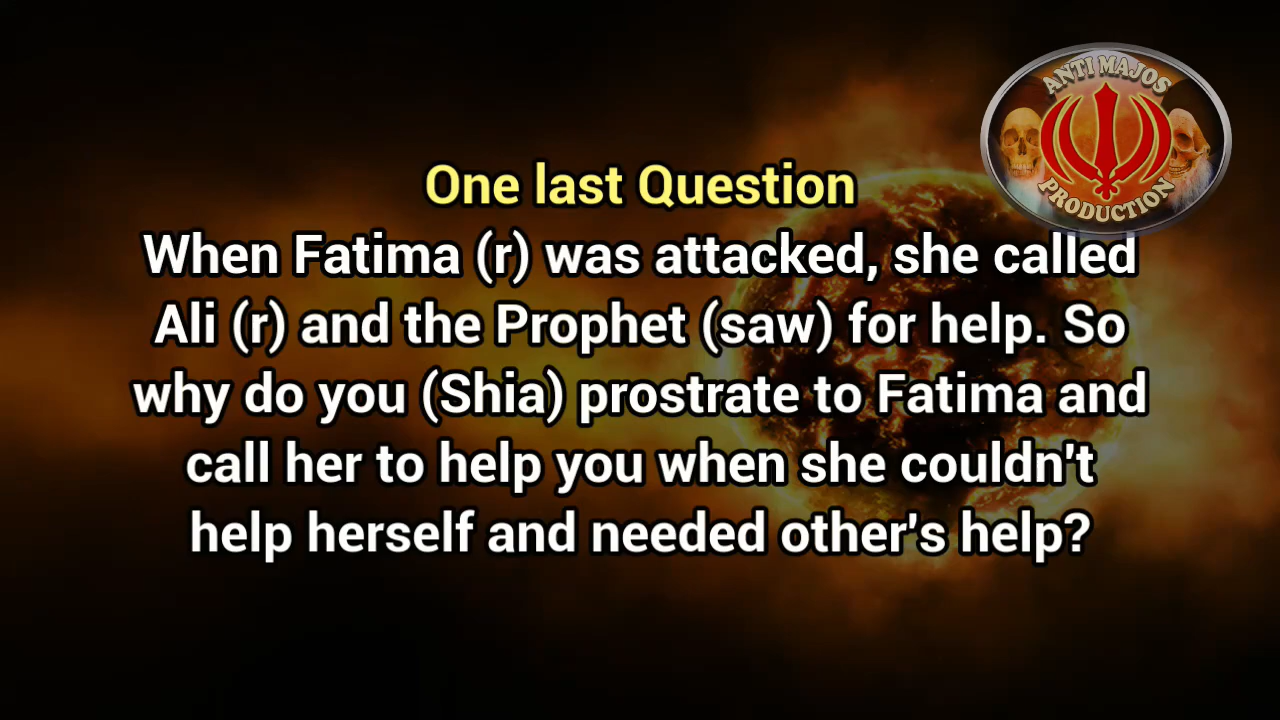 ANTI MAJOS
PRODUCTION
One last Question
When Fatima (r) was attacked, she called
Ali (r) and the Prophet (saw) for help. So
why do you (Shia) prostrate to Fatima and
call her to help you when she couldn't
help herself and needed other's help?